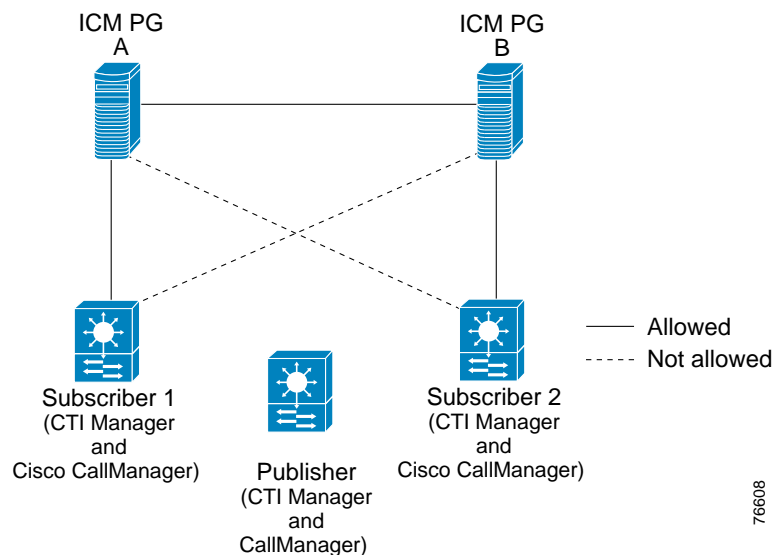 ICM PG
A
ICM PG
B
Allowed
Not allowed
Subscriber 1
(CTI Manager
and
Cisco CallManager)
Publisher
(CTI Manager
and
CallManager)
Subscriber 2
(CTI Manager
and
Cisco CallManager)
76608